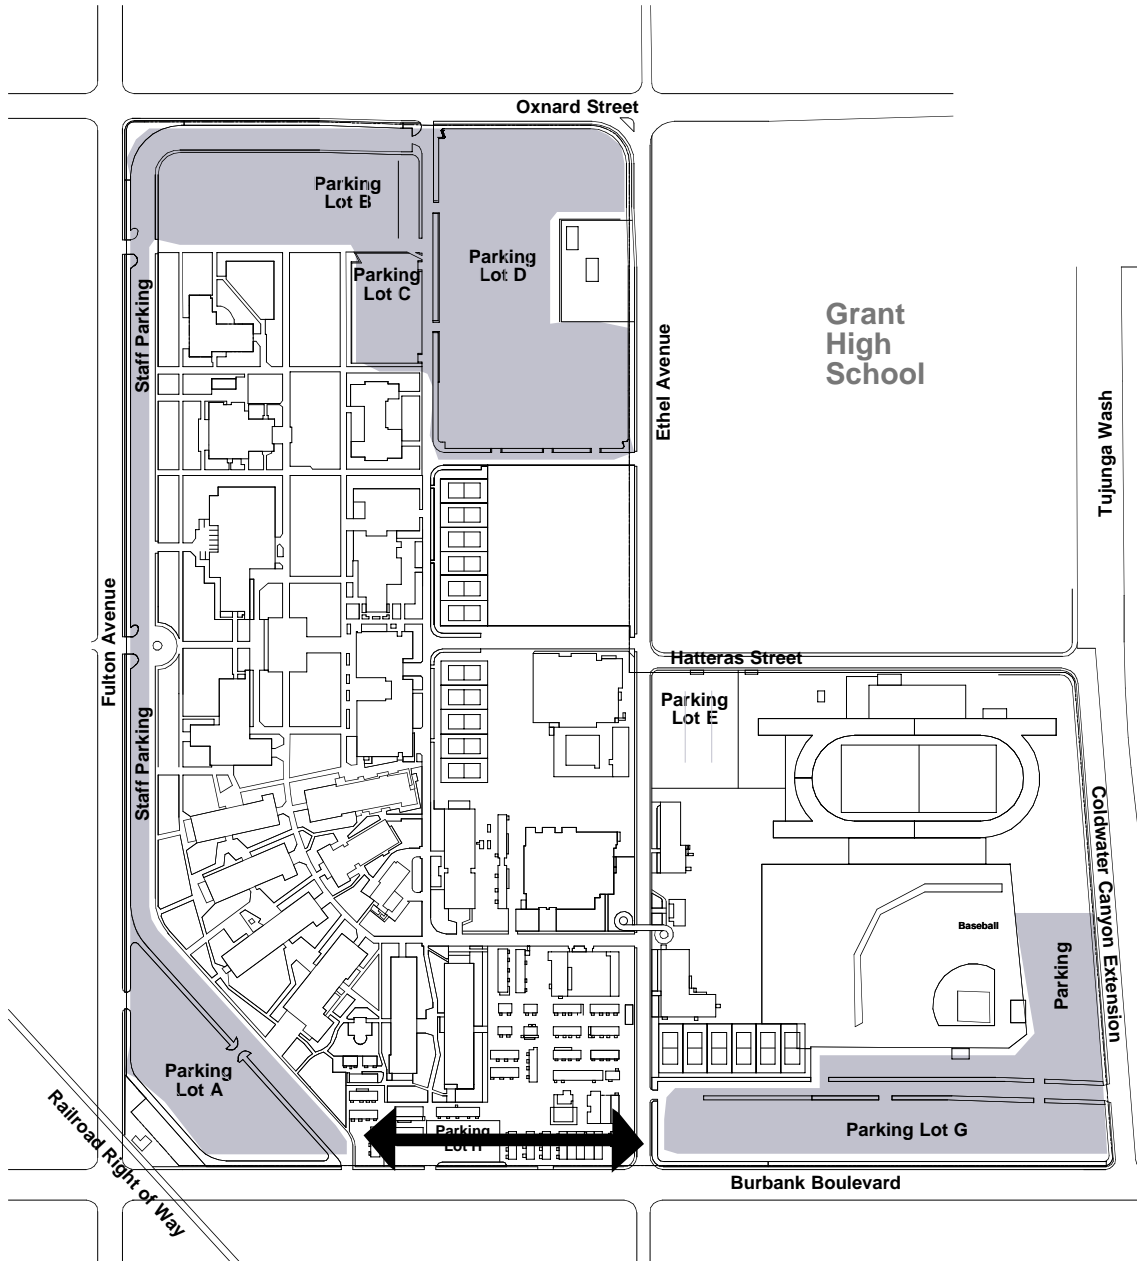 Oxnard Street
Parking
Lot B
Parking
Lot C
Parking
Lot D
Staff Parking
Ethel Avenue
Grant
High
School
Tujunga Wash
Fulton Avenue
Hatteras Street
Parking
Lot E
Staff Parking
Coldwater Canyon Extension
Baseball
Parking
Parking
Lot A
Railroad Right of Way
Parking
Lot H
Parking Lot G
Burbank Boulevard